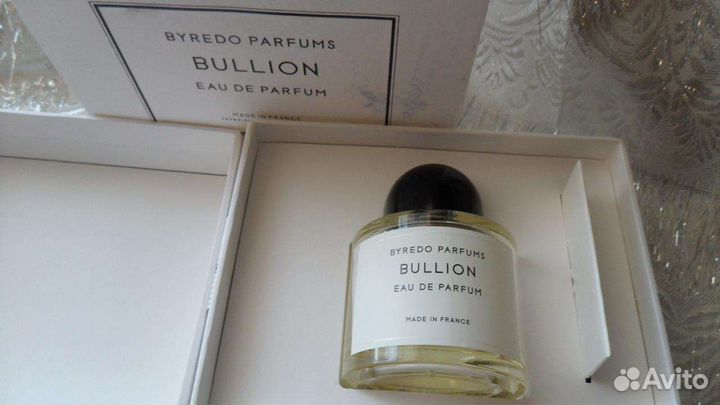 BYREDO PARFUMS
BULLION
EAU DE PARFUM
MADE IN FRANCE
BYREDO PARFUMS
BULLION
EAU DE PARFUM
MADE IN FRANCE
Avito